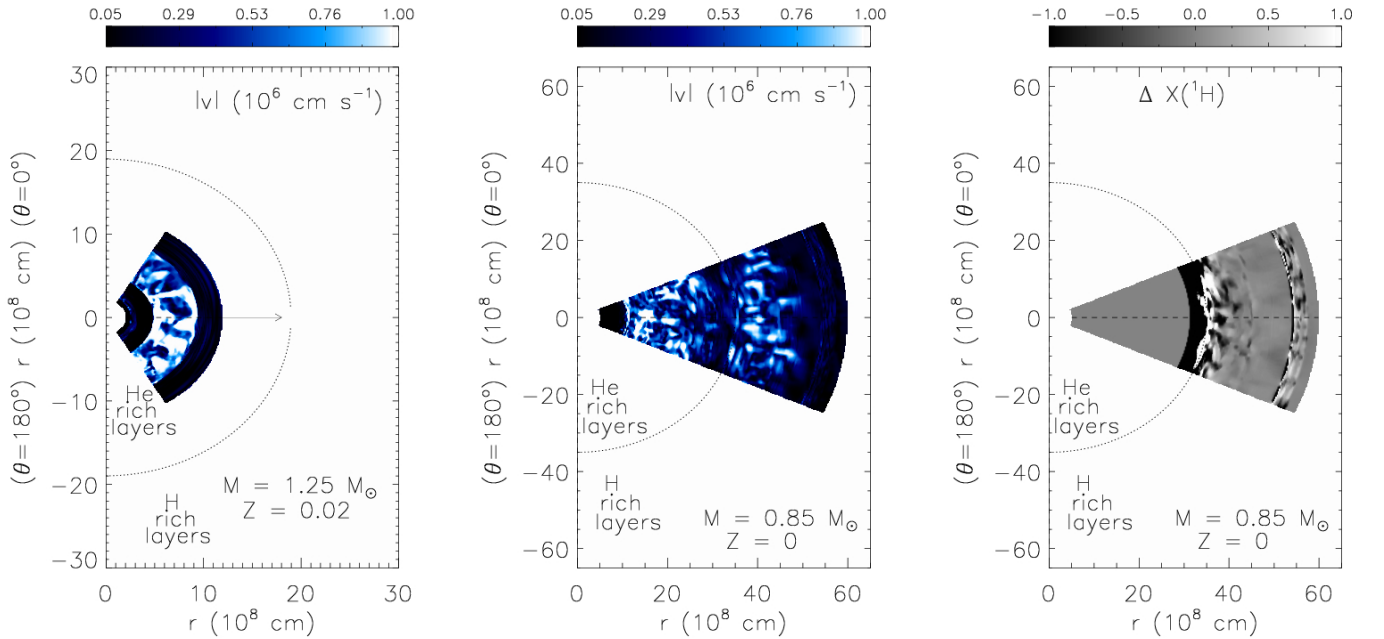 0.05 0.29 0.53 0.76 1.00
|v| (10⁶ cm s⁻¹)
(θ=180°) r (10⁸ cm) (θ=0°)
30
20
10
0
−10
−20
−30
He
rich
layers
H
rich
layers
M = 1.25 M☉
Z = 0.02
0 10 20 30
r (10⁸ cm)
0.05 0.29 0.53 0.76 1.00
|v| (10⁶ cm s⁻¹)
(θ=180°) r (10⁸ cm) (θ=0°)
60
40
20
0
−20
−40
−60
He
rich
layers
H
rich
layers
M = 0.85 M☉
Z = 0
0 20 40 60
r (10⁸ cm)
−1.0 −0.5 0.0 0.5 1.0
Δ X(¹H)
(θ=180°) r (10⁸ cm) (θ=0°)
60
40
20
0
−20
−40
−60
He
rich
layers
H
rich
layers
M = 0.85 M☉
Z = 0
0 20 40 60
r (10⁸ cm)